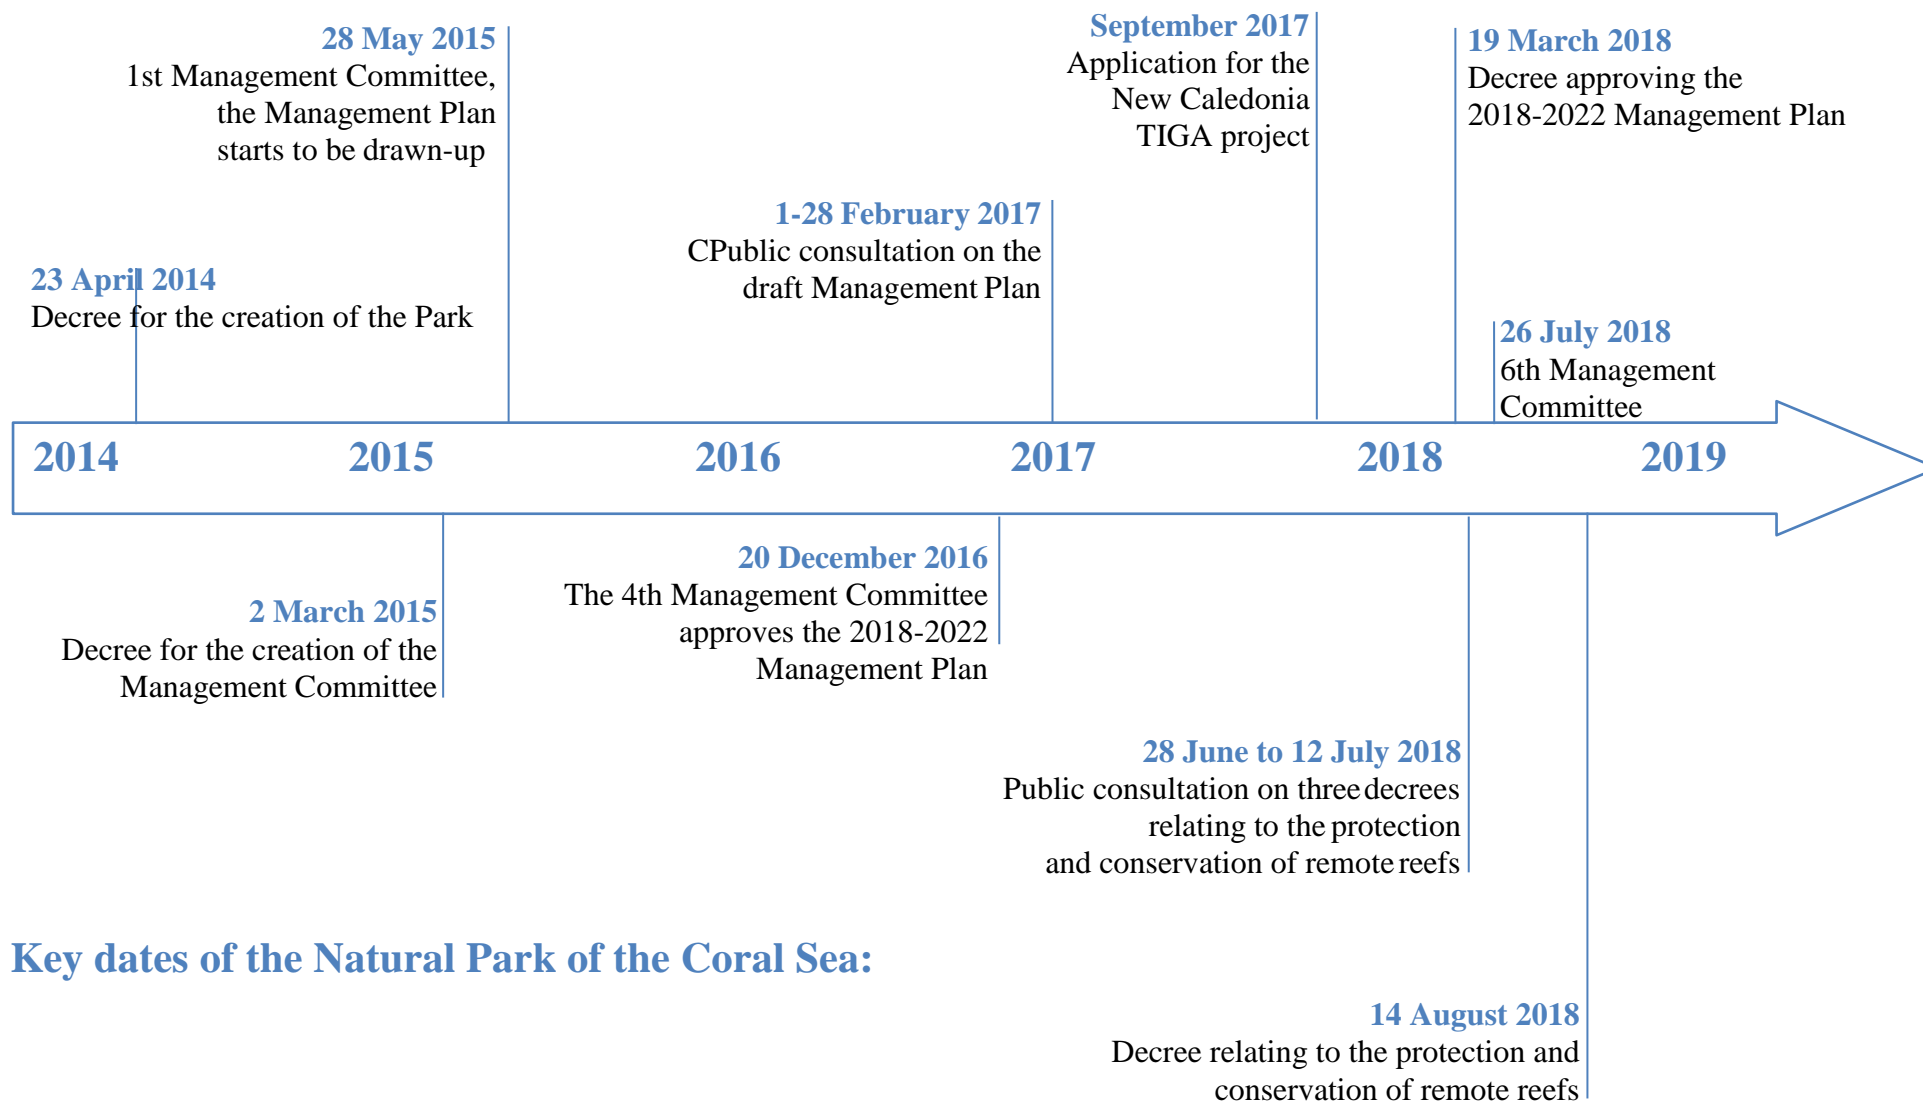 28 May 2015
1st Management Committee,
the Management Plan
starts to be drawn-up
September 2017
Application for the
New Caledonia
TIGA project
19 March 2018
Decree approving the
2018-2022 Management Plan
1-28 February 2017
CPublic consultation on the
draft Management Plan
23 April 2014
Decree for the creation of the Park
26 July 2018
6th Management
Committee
2014 2015 2016 2017 2018 2019
2 March 2015
Decree for the creation of the
Management Committee
20 December 2016
The 4th Management Committee
approves the 2018-2022
Management Plan
28 June to 12 July 2018
Public consultation on three decrees
relating to the protection
and conservation of remote reefs
Key dates of the Natural Park of the Coral Sea:
14 August 2018
Decree relating to the protection and
conservation of remote reefs